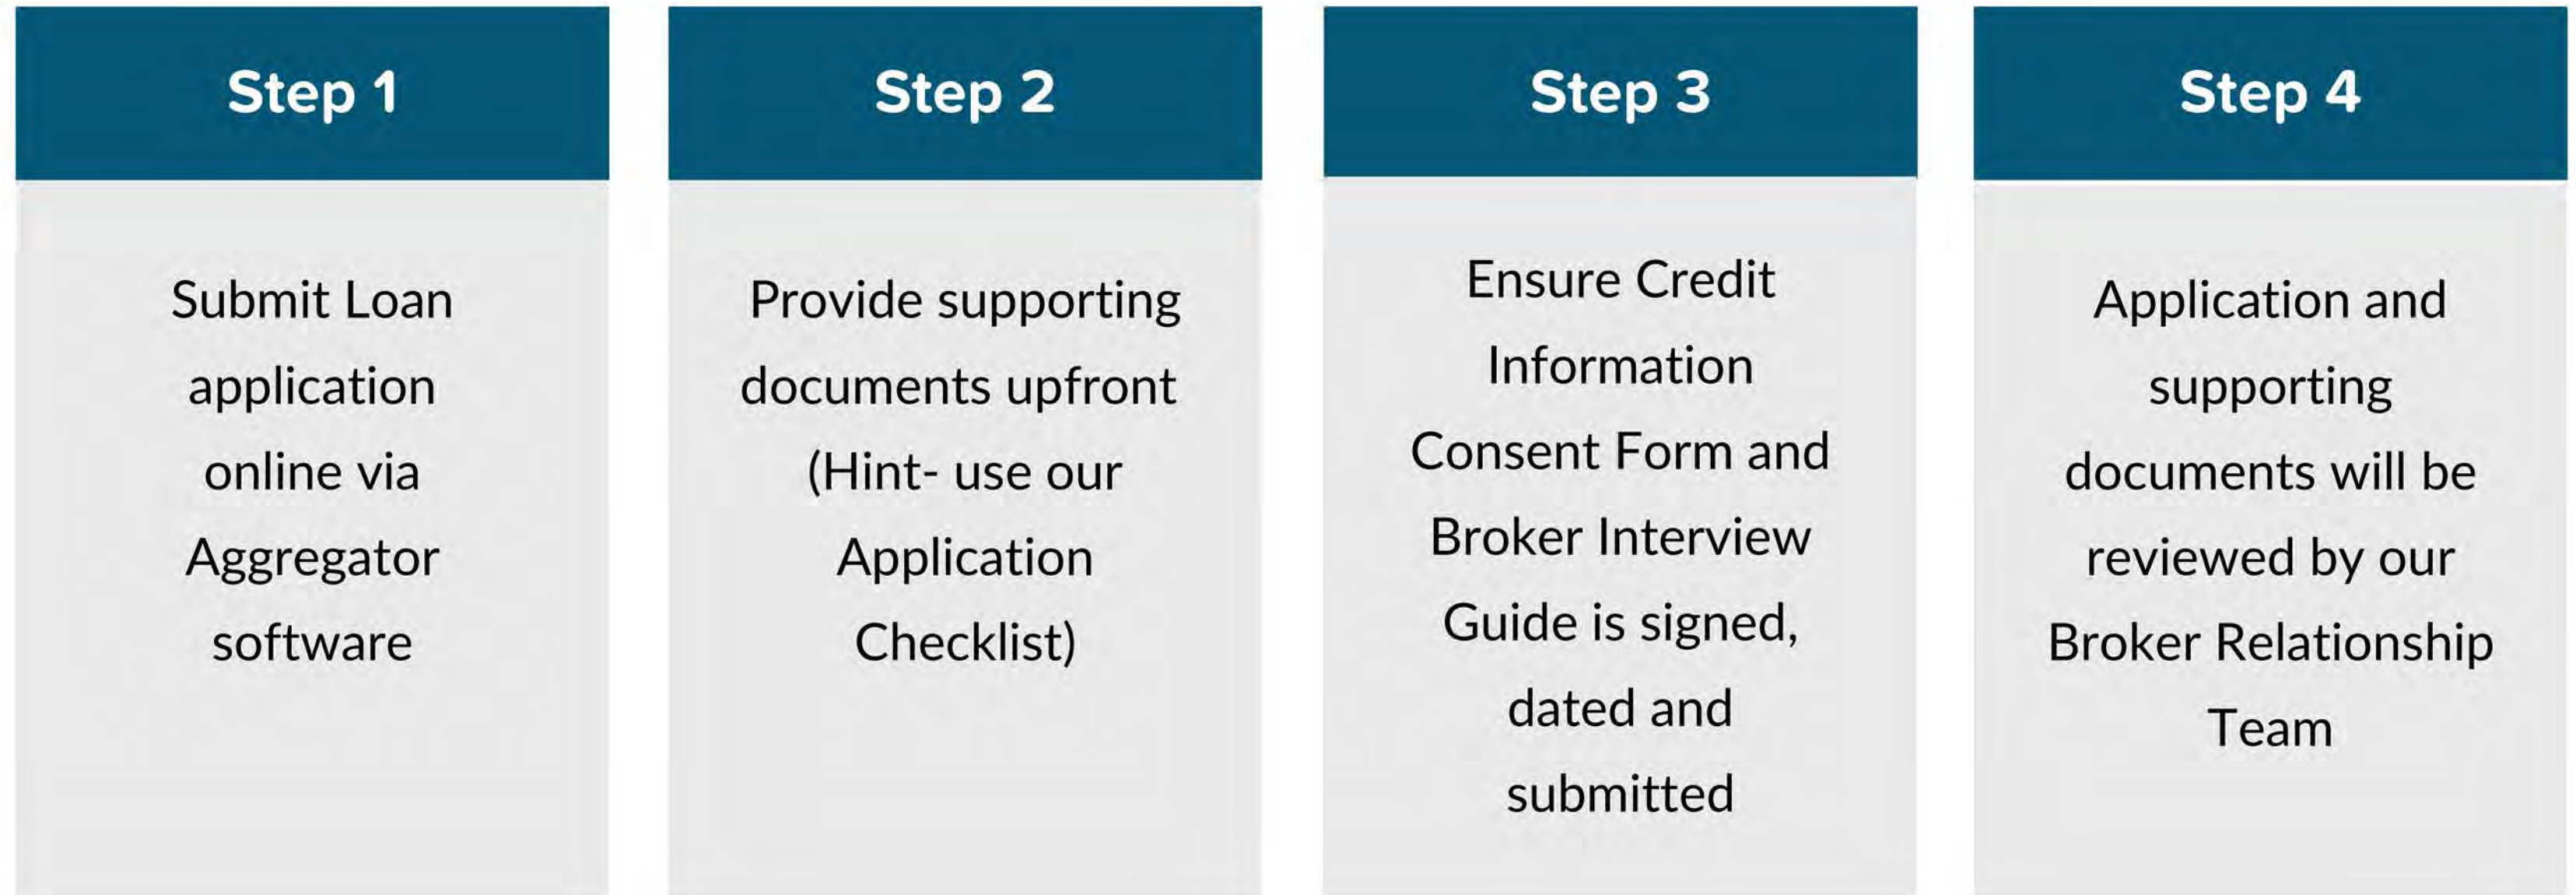 Step 1
Submit Loan
application
online via
Aggregator
software
Step 2
Provide supporting
documents upfront
(Hint- use our
Application
Checklist)
Step 3
Ensure Credit
Information
Consent Form and
Broker Interview
Guide is signed,
dated and
submitted
Step 4
Application and
supporting
documents will be
reviewed by our
Broker Relationship
Team